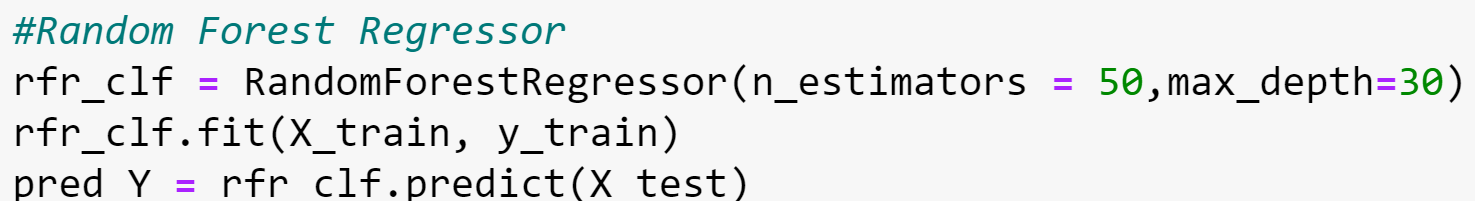 #Random Forest Regressor
rfr_clf = RandomForestRegressor(n_estimators = 50,max_depth=30)
rfr_clf.fit(X_train, y_train)
pred Y = rfr clf.predict(X test)